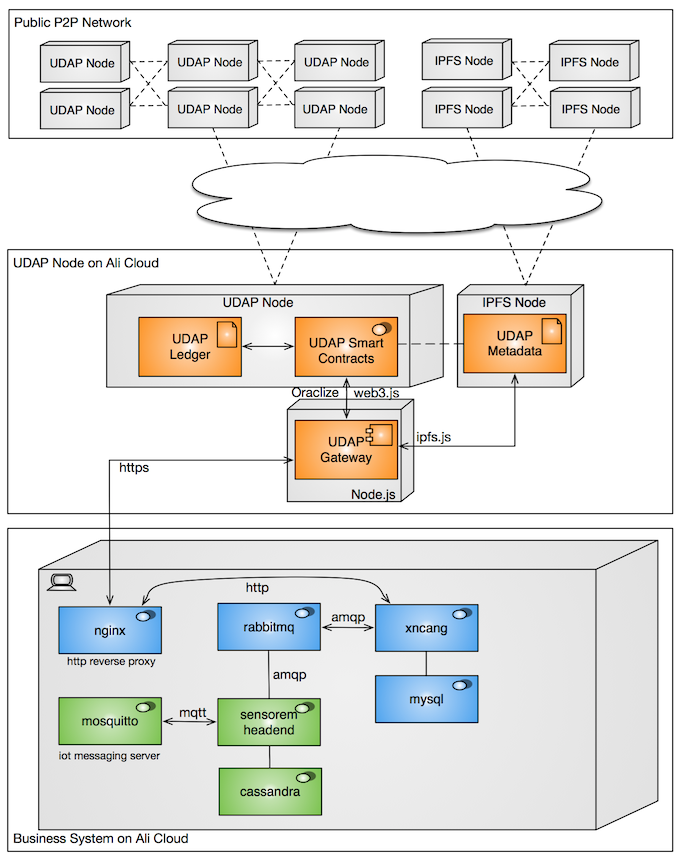 Public P2P Network
UDAP Node
UDAP Node
UDAP Node
IPFS Node
IPFS Node
UDAP Node
UDAP Node
UDAP Node
IPFS Node
IPFS Node
UDAP Node on Ali Cloud
UDAP Node
IPFS Node
UDAP
Ledger
UDAP Smart
Contracts
UDAP
Metadata
Oraclize
web3.js
UDAP
Gateway
ipfs.js
https
Node.js
http
nginx
http reverse proxy
rabbitmq
amqp
xncang
amqp
mysql
mosquitto
iot messaging server
mqtt
sensorem
headend
cassandra
Business System on Ali Cloud